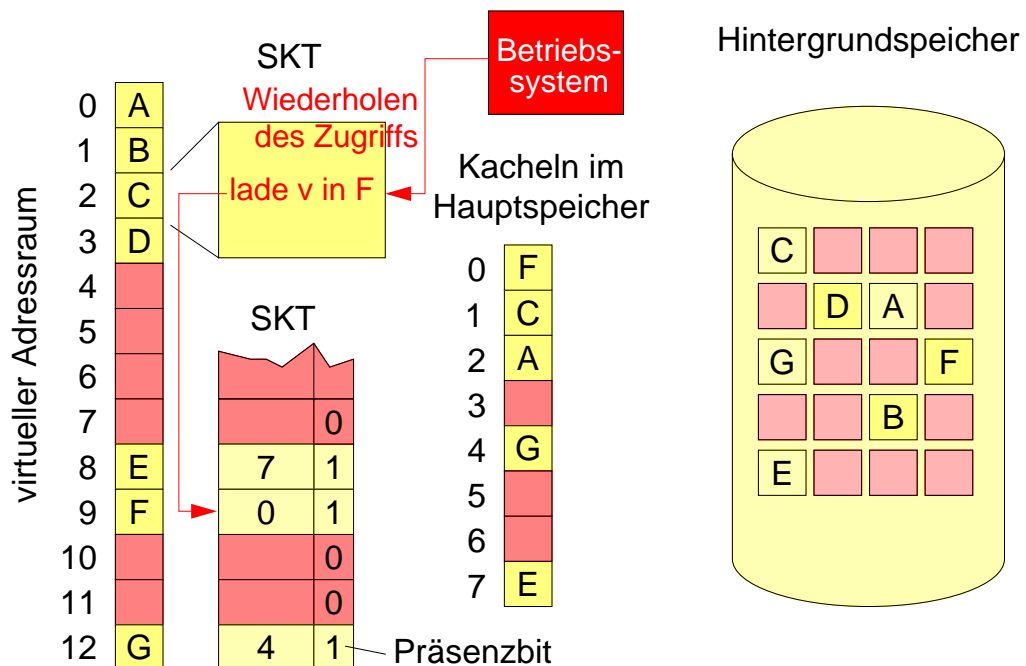 SKT
Betriebs-
system
Hintergrundspeicher
Wiederholen
des Zugriffs
lade v in F
virtueller Adressraum
0 A
1 B
2 C
3 D
4
5
6
7
8 E
9 F
10
11
12 G
SKT
0
7 1
0 1
0
0
4 1
Präsenzbit
Kacheln im
Hauptspeicher
0 F
1 C
2 A
3
4 G
5
6
7 E
C
D A
G F
B
E